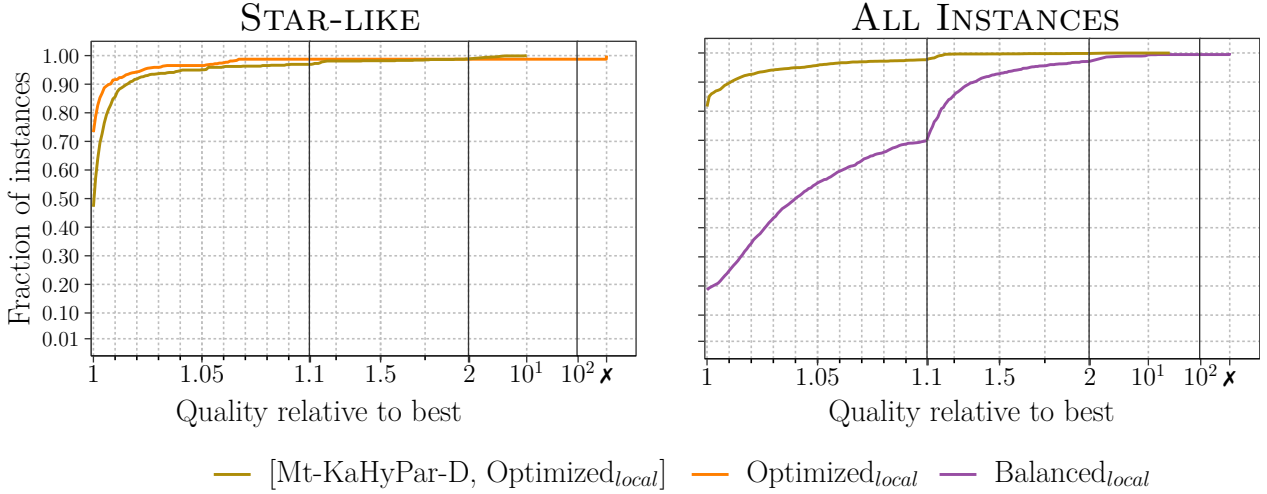 STAR-LIKE
ALL INSTANCES
Fraction of instances
1.00
0.90
0.80
0.70
0.60
0.50
0.40
0.30
0.20
0.10
0.01
1 1.05 1.1 1.5 2 10¹ 10² ✗
1 1.05 1.1 1.5 2 10¹ 10² ✗
Quality relative to best
Quality relative to best
[Mt-KaHyPar-D, Optimized_local] Optimized_local Balanced_local